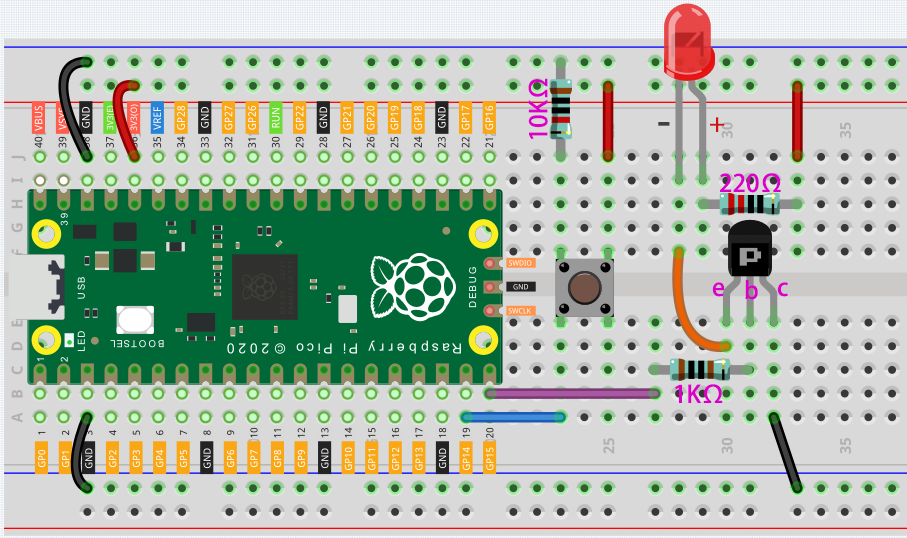 10KΩ
- +
VBUS VSYS GND 3V3(O) VREF GP28 GND GP27 GP26 RUN GP22 GND GP21 GP20 GP19 GP18 GND GP17 GP16
40 39 38 37 36 35 34 33 32 31 30 29 28 27 26 25 24 23 22 21
30 35
J
I
H
G
F
220Ω
39
USB
DEBUG
SWDIO
GND
SWCLK
P
e b c
LED
BOOTSEL
Raspberry Pi Pico © 2020
1 2
E
D
C
B
A
1KΩ
1 2 3 4 5 6 7 8 9 10 11 12 13 14 15 16 17 18 19 20
25 30 35
GP0 GP1 GND GP2 GP3 GP4 GP5 GND GP6 GP7 GP8 GP9 GND GP10 GP11 GP12 GP13 GND GP14 GP15